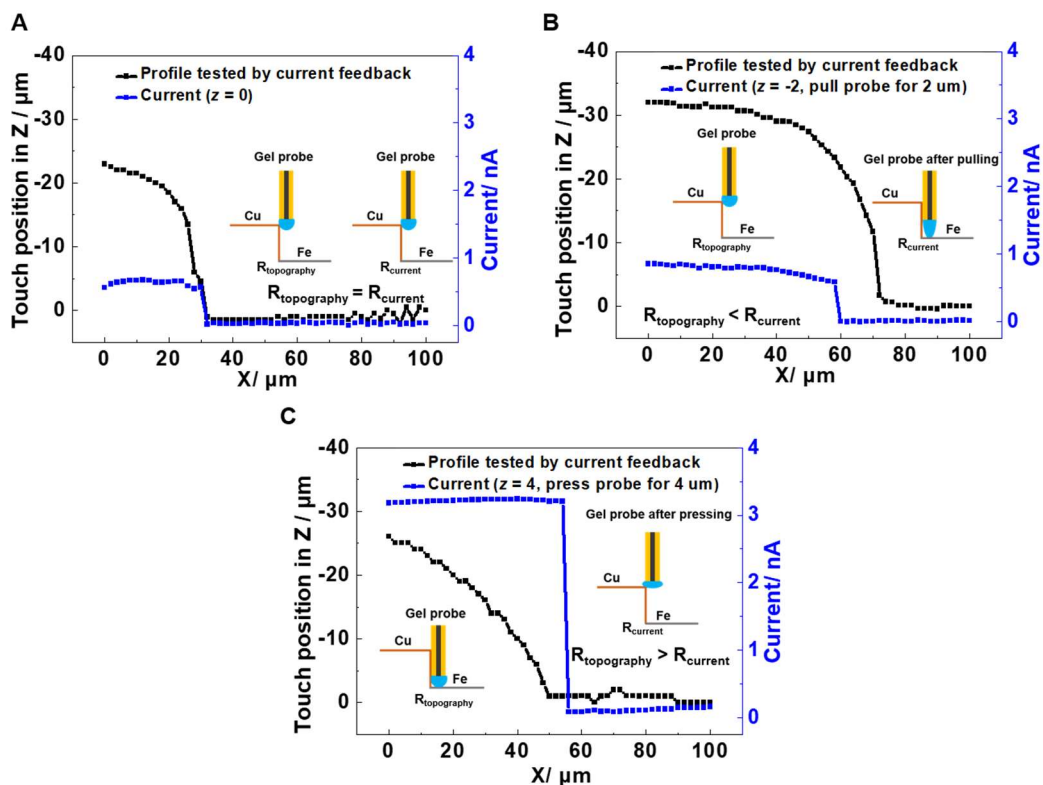 A
Touch position in Z / µm
-40
-30
-20
-10
0
0 20 40 60 80 100
X/ µm
4
3
2
1
0
Current/ nA
Profile tested by current feedback
Current (z = 0)
Gel probe
Gel probe
Cu
Fe
Rtopography
Cu
Fe
Rcurrent
Rtopography = Rcurrent
B
Touch position in Z / µm
-40
-30
-20
-10
0
0 20 40 60 80 100
X/ µm
4
3
2
1
0
Current/ nA
Profile tested by current feedback
Current (z = -2, pull probe for 2 um)
Gel probe
Cu
Fe
Rtopography
Gel probe after pulling
Cu
Fe
Rcurrent
Rtopography < Rcurrent
C
Touch position in Z / µm
-40
-30
-20
-10
0
0 20 40 60 80 100
X/ µm
4
3
2
1
0
Current/ nA
Profile tested by current feedback
Current (z = 4, press probe for 4 um)
Gel probe after pressing
Cu
Fe
Rcurrent
Gel probe
Cu
Fe
Rtopography
Rtopography > Rcurrent